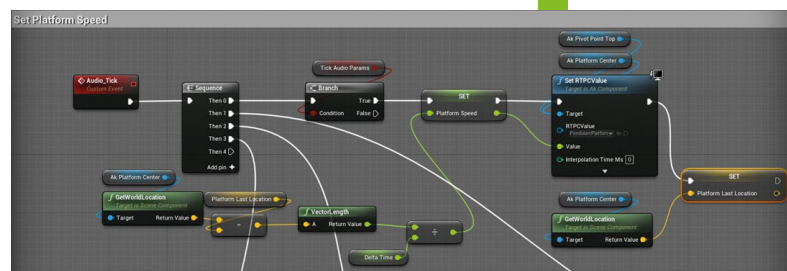 Set Platform Speed
Ak Pivot Point Top
Ak Platform Center
Tick Audio Params
Audio_Tick
Custom Event
Sequence
Then 0
Then 1
Then 2
Then 3
Then 4
Add pin +
Branch
True
Condition
False
SET
Platform Speed
Set RTPCValue
Target is Ak Component
Target
RTPCValue
Value
Interpolation Time Ms 0
SET
Platform Last Location
Ak Platform Center
GetWorldLocation
Target is Scene Component
Target
Return Value
Platform Last Location
-
VectorLength
A
Return Value
÷
Delta Time
Ak Platform Center
GetWorldLocation
Target is Scene Component
Target
Return Value